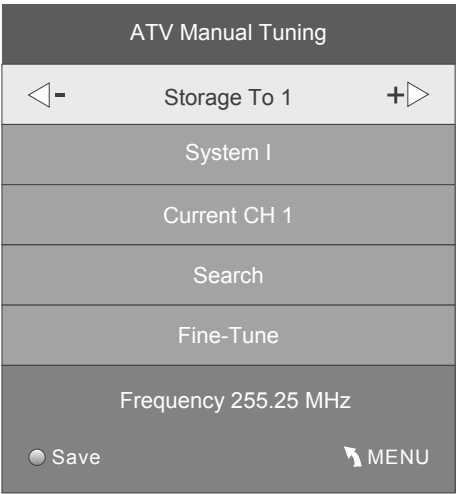 ATV Manual Tuning
- Storage To 1 +
System I
Current CH 1
Search
Fine-Tune
Frequency 255.25 MHz
Save MENU